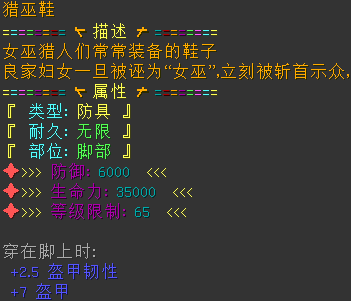 猎巫鞋
======== ㄅ 描述 ㄈ ========
女巫猎人们常常装备的鞋子
良家妇女一旦被诬为“女巫”,立刻被斩首示众,
======== ㄅ 属性 ㄈ ========
『 类型: 防具 』
『 耐久: 无限 』
『 部位: 脚部 』
>>> 防御: 6000 <<<
>>> 生命力: 35000 <<<
>>> 等级限制: 65 <<<
穿在脚上时:
+2.5 盔甲韧性
+7 盔甲